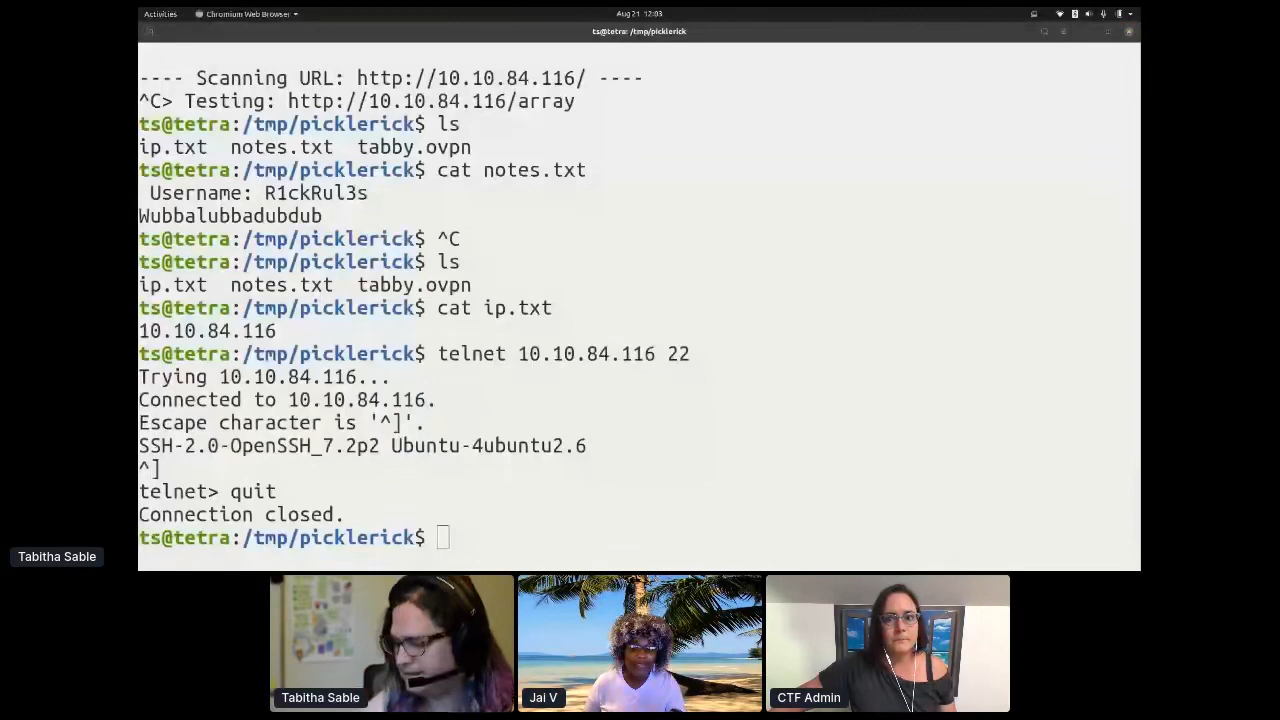 Activities Chromium Web Browser Aug 21 12:03
ts@tetra: /tmp/picklerick
---- Scanning URL: http://10.10.84.116/ ----
^C> Testing: http://10.10.84.116/array
ts@tetra:/tmp/picklerick$ ls
ip.txt  notes.txt  tabby.ovpn
ts@tetra:/tmp/picklerick$ cat notes.txt
 Username: R1ckRul3s
Wubbalubbadubdub
ts@tetra:/tmp/picklerick$ ^C
ts@tetra:/tmp/picklerick$ ls
ip.txt  notes.txt  tabby.ovpn
ts@tetra:/tmp/picklerick$ cat ip.txt
10.10.84.116
ts@tetra:/tmp/picklerick$ telnet 10.10.84.116 22
Trying 10.10.84.116...
Connected to 10.10.84.116.
Escape character is '^]'.
SSH-2.0-OpenSSH_7.2p2 Ubuntu-4ubuntu2.6
^]
telnet> quit
Connection closed.
ts@tetra:/tmp/picklerick$
Tabitha Sable
Tabitha Sable
Jai V
CTF Admin